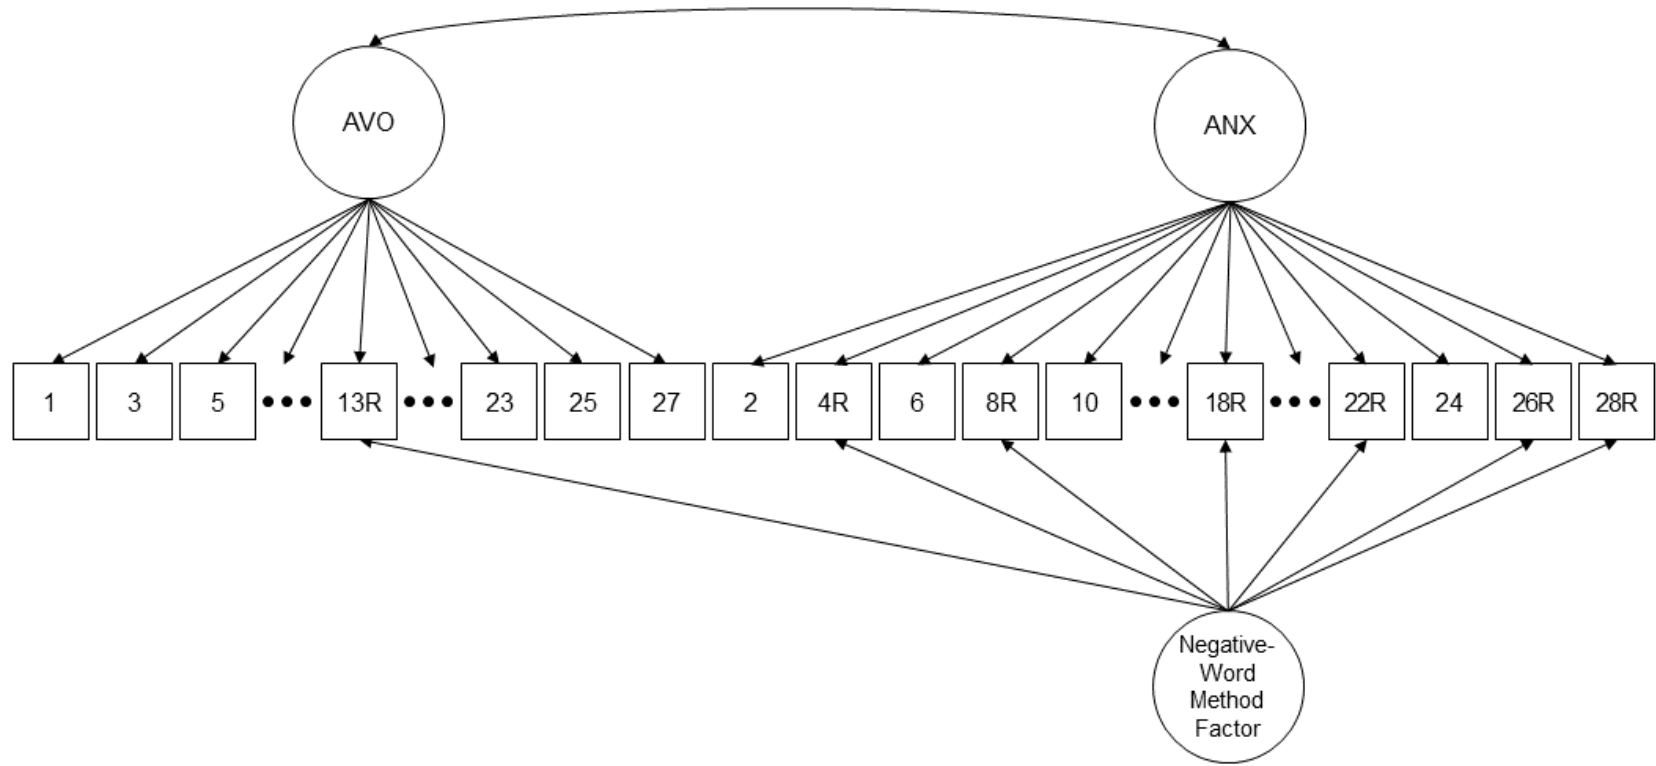 AVO
ANX
1 3 5 ••• 13R ••• 23 25 27 2 4R 6 8R 10 ••• 18R ••• 22R 24 26R 28R
Negative-
Word
Method
Factor